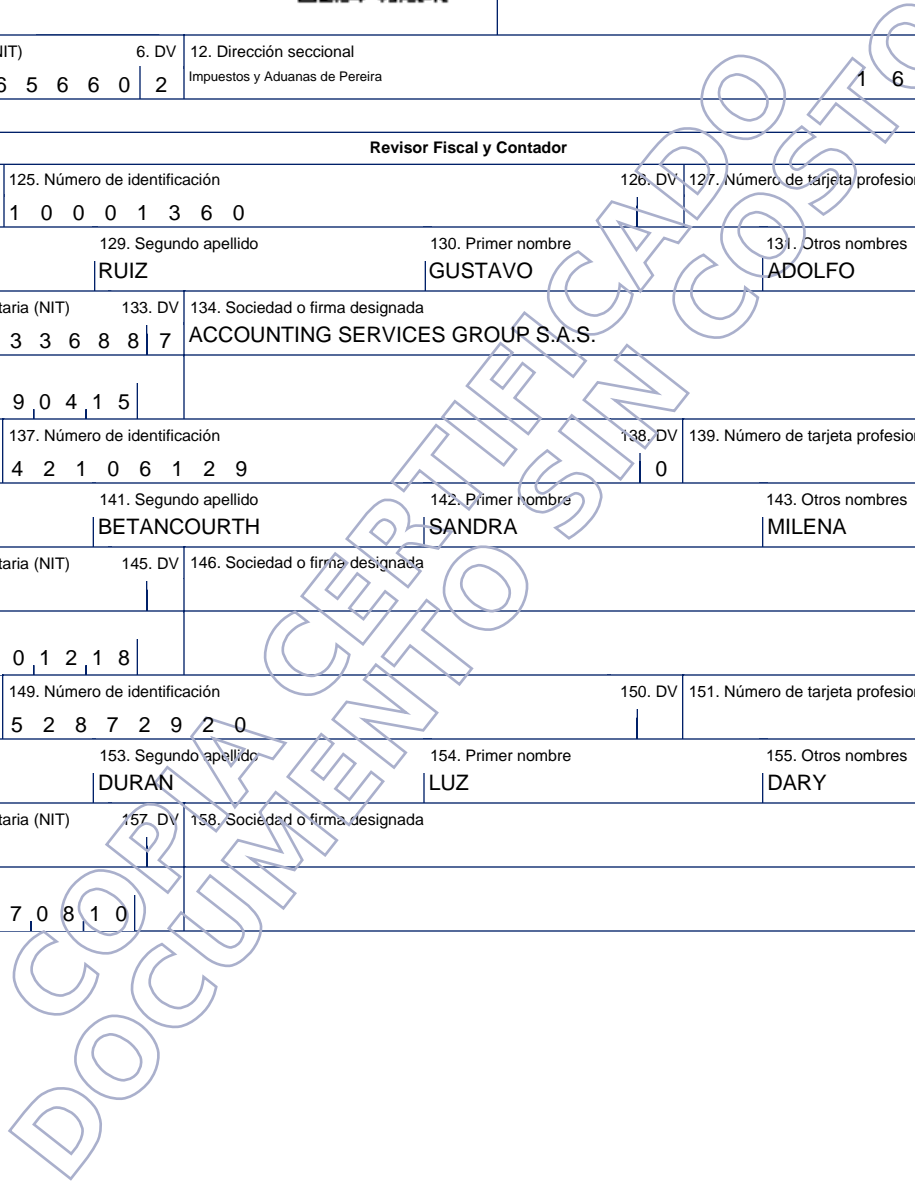 NIT) 6. DV 12. Dirección seccional
6 5 6 6 0 2 Impuestos y Aduanas de Pereira 1 6
Revisor Fiscal y Contador
125. Número de identificación 126. DV 127. Número de tarjeta profesion
1 0 0 0 1 3 6 0
129. Segundo apellido 130. Primer nombre 131. Otros nombres
RUIZ GUSTAVO ADOLFO
taria (NIT) 133. DV 134. Sociedad o firma designada
3 3 6 8 8 7 ACCOUNTING SERVICES GROUP S.A.S.
9 0 4 1 5
137. Número de identificación 138. DV 139. Número de tarjeta profesion
4 2 1 0 6 1 2 9 0
141. Segundo apellido 142. Primer nombre 143. Otros nombres
BETANCOURTH SANDRA MILENA
taria (NIT) 145. DV 146. Sociedad o firma designada
0 1 2 1 8
149. Número de identificación 150. DV 151. Número de tarjeta profesion
5 2 8 7 2 9 2 0
153. Segundo apellido 154. Primer nombre 155. Otros nombres
DURAN LUZ DARY
taria (NIT) 157. DV 158. Sociedad o firma designada
7 0 8 1 0
COPIA CERTIFICADO
DOCUMENTO SIN COSTO